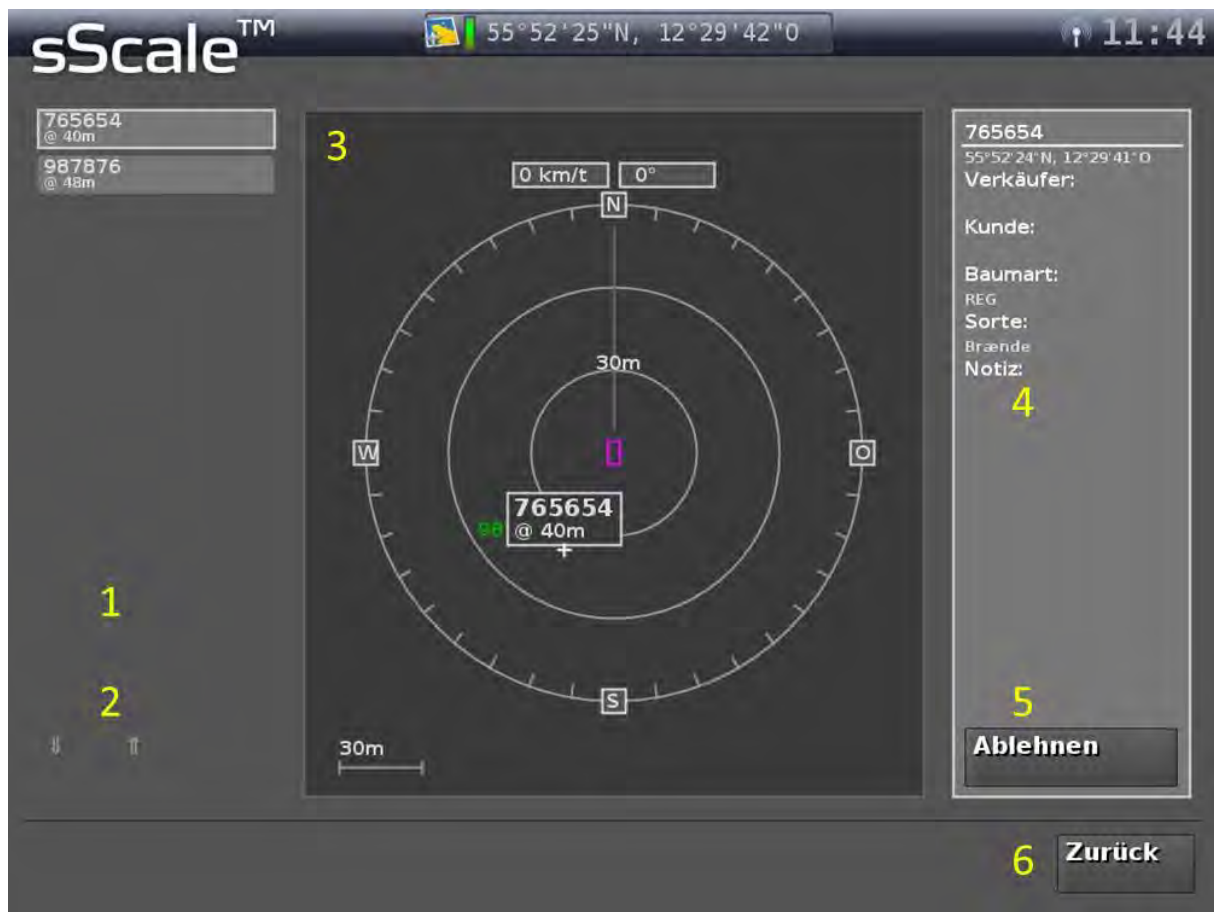 sScale™
55°52'25"N, 12°29'42"O
11:44
765654
@ 40m
987876
@ 48m
1
2
3
0 km/t
0°
N
30m
W
O
98
765654
@ 40m
S
30m
765654
55°52'24"N, 12°29'41"O
Verkäufer:
Kunde:
Baumart:
REG
Sorte:
Brænde
Notiz:
4
5
Ablehnen
6
Zurück